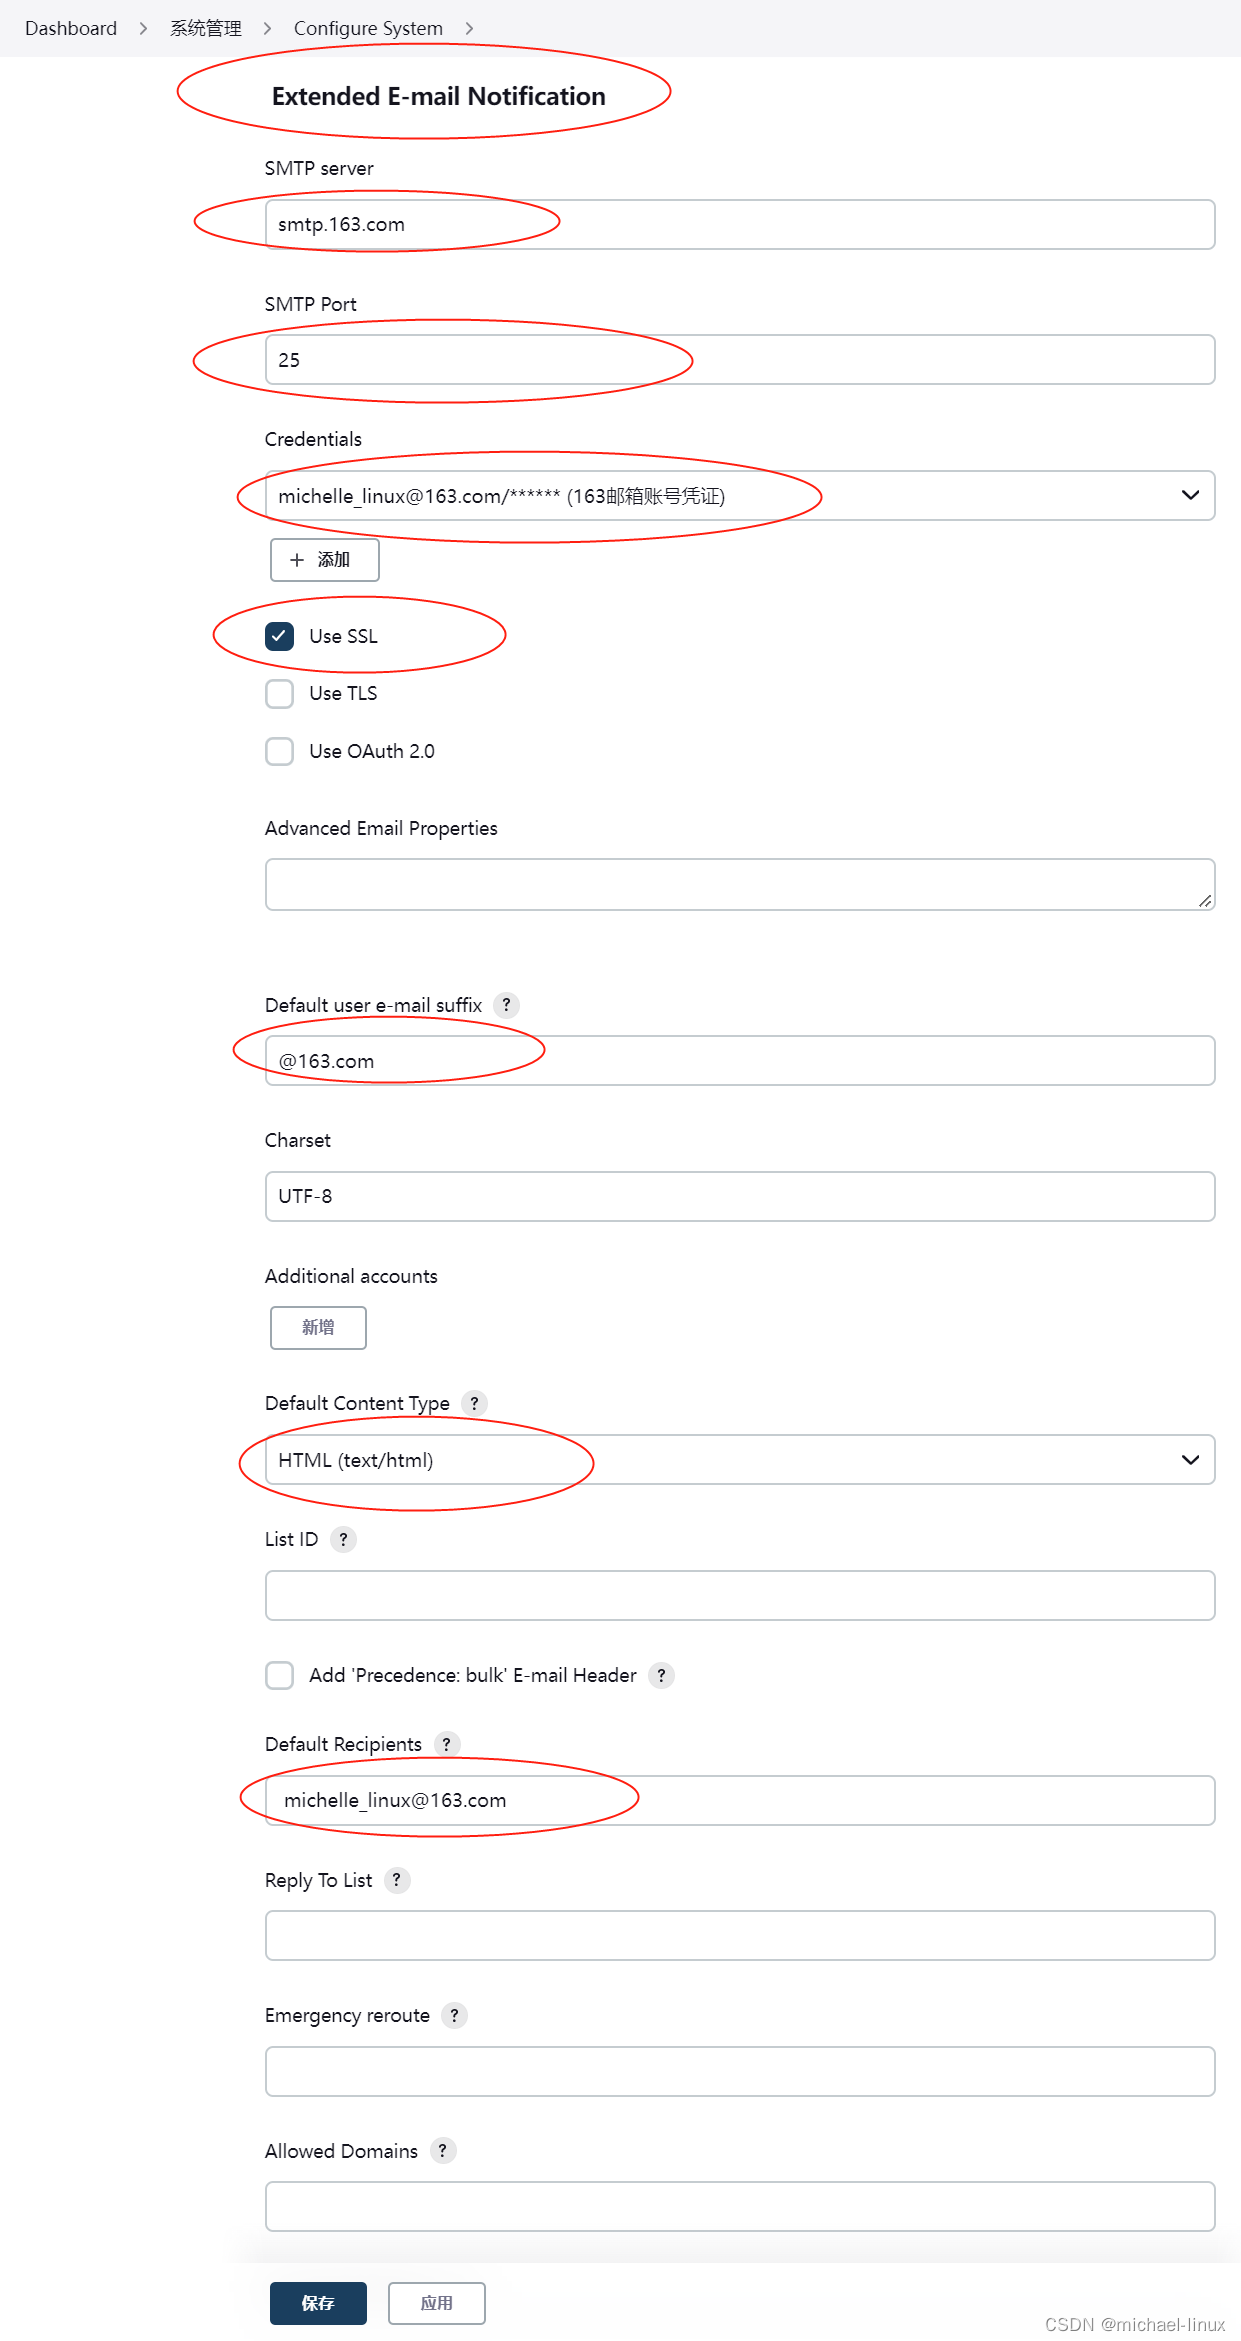 Dashboard > 系统管理 > Configure System >
Extended E-mail Notification
SMTP server
smtp.163.com
SMTP Port
25
Credentials
michelle_linux@163.com/****** (163邮箱账号凭证)
+ 添加
Use SSL
Use TLS
Use OAuth 2.0
Advanced Email Properties
Default user e-mail suffix ?
@163.com
Charset
UTF-8
Additional accounts
新增
Default Content Type ?
HTML (text/html)
List ID ?
Add 'Precedence: bulk' E-mail Header ?
Default Recipients ?
michelle_linux@163.com
Reply To List ?
Emergency reroute ?
Allowed Domains ?
保存 应用
CSDN @michael-linux